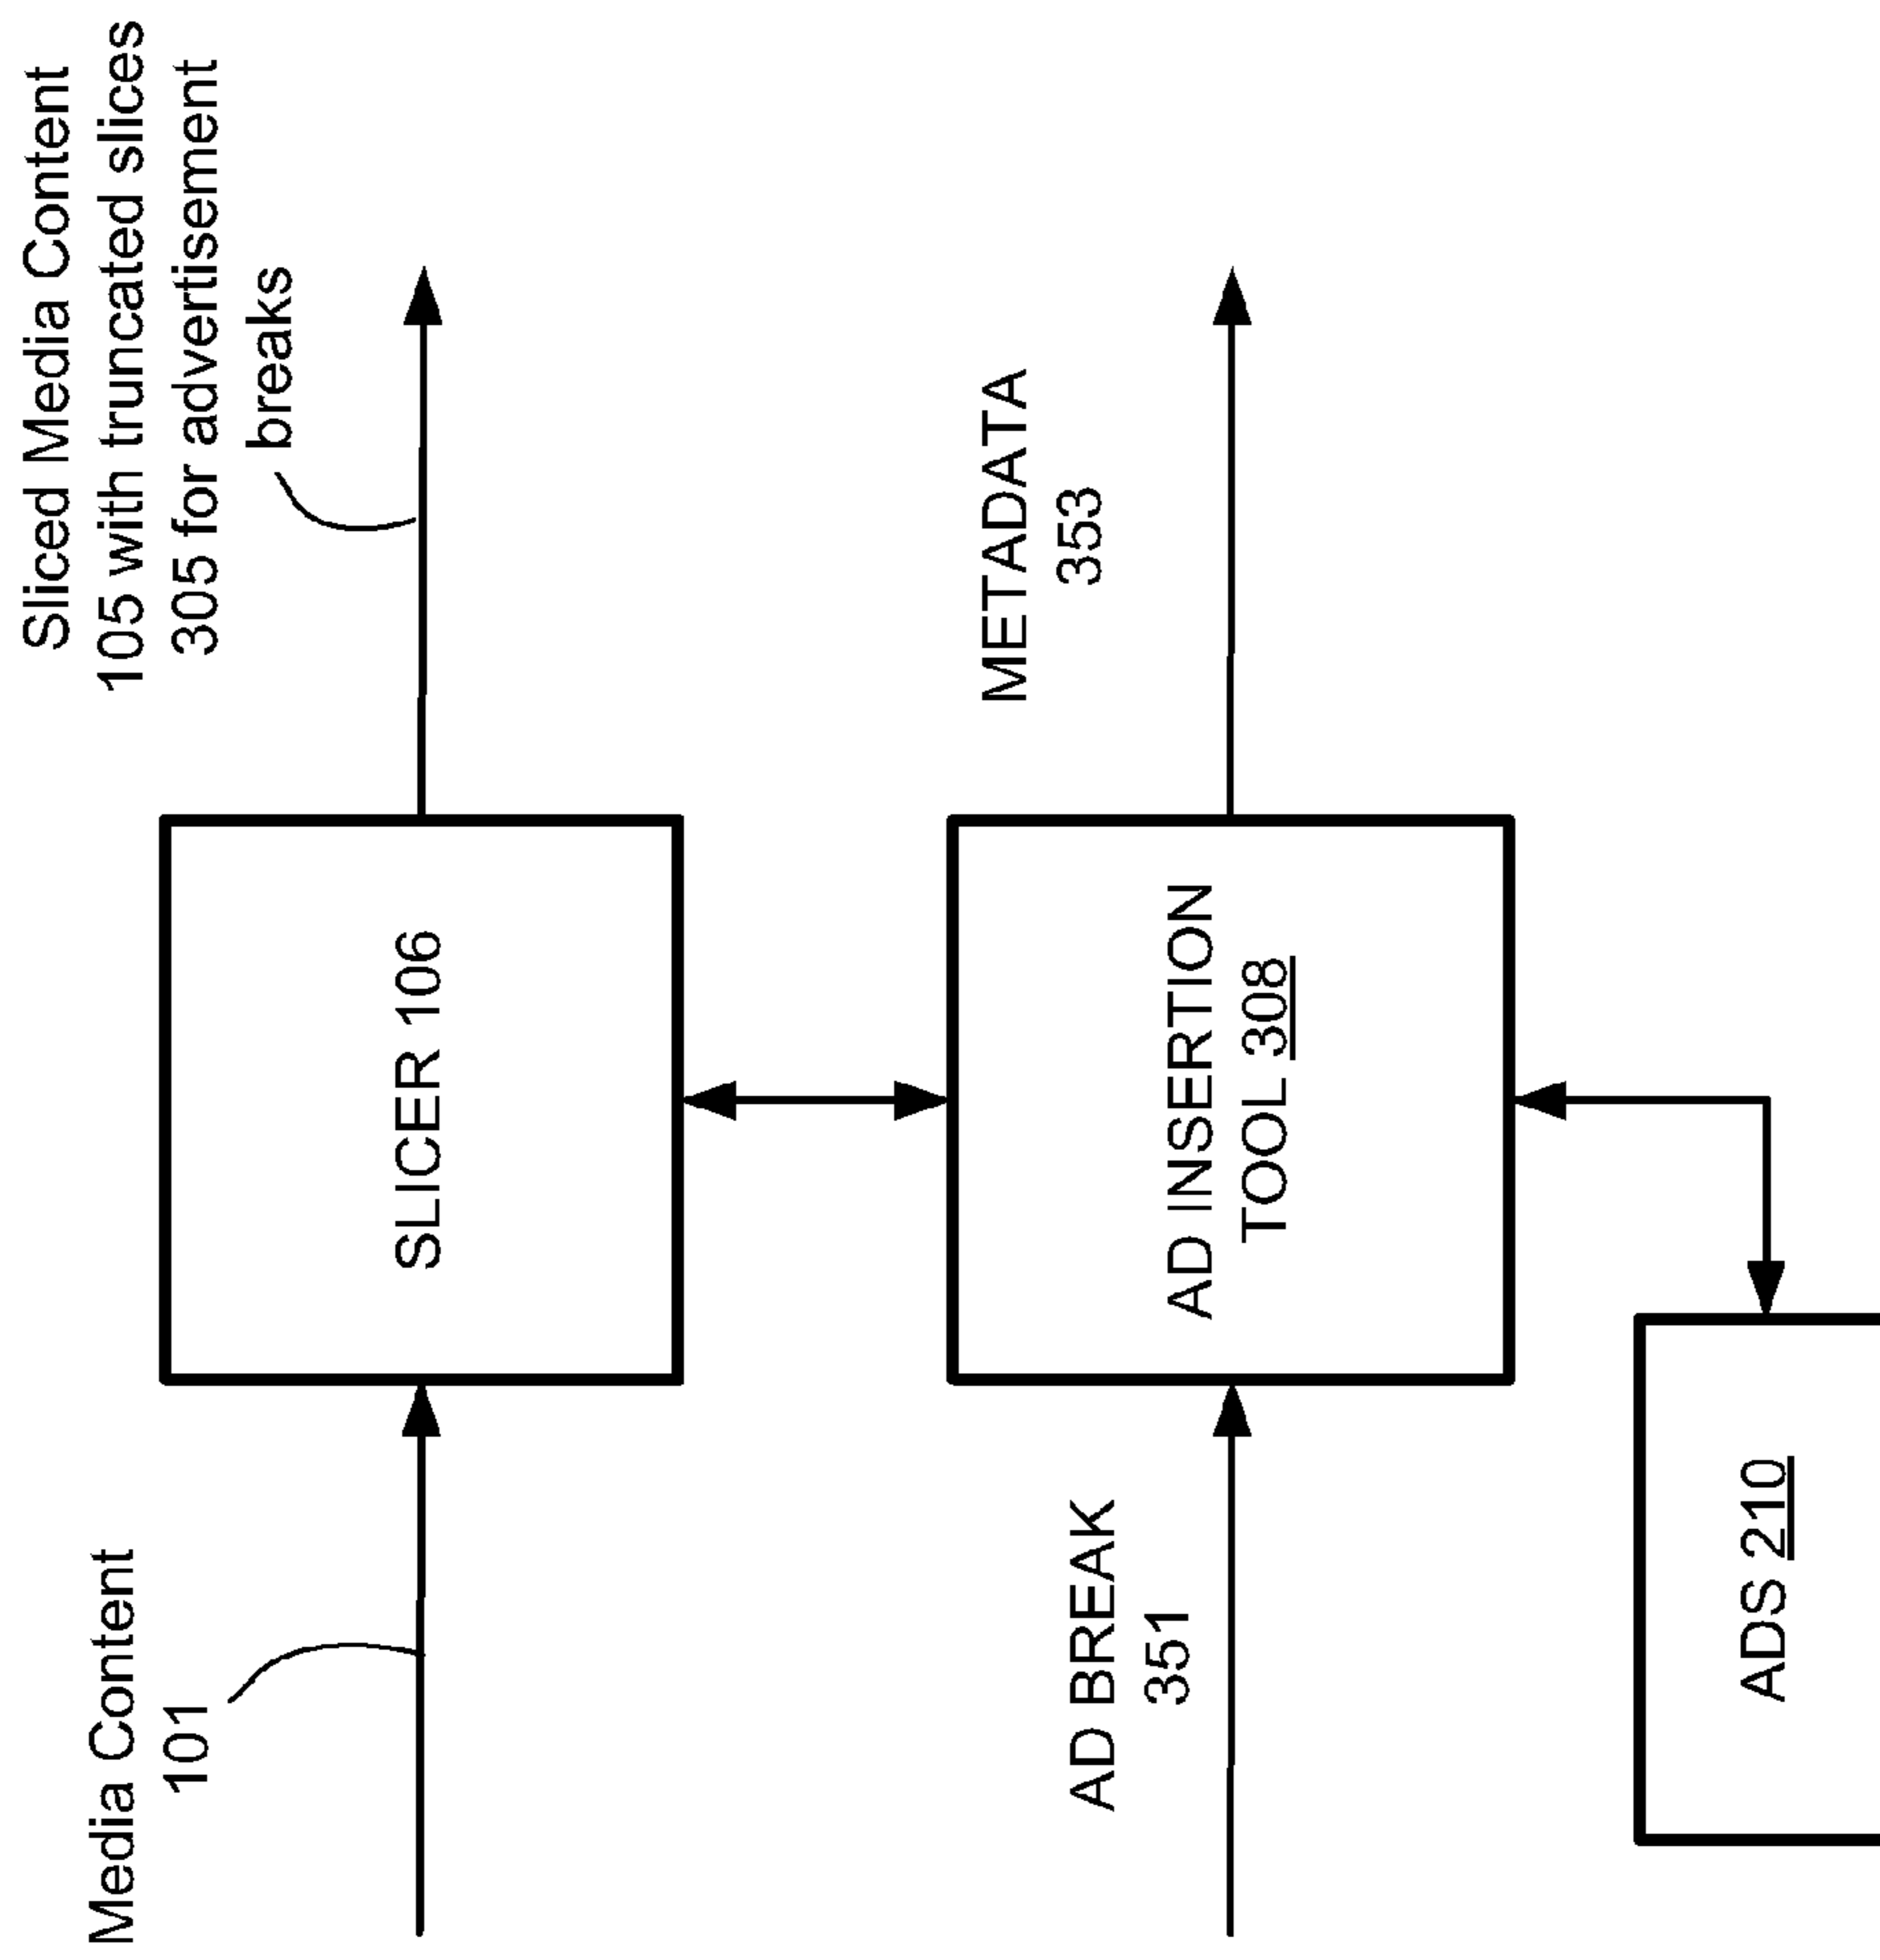 Media Content
101
SLICER 106
Sliced Media Content
105 with truncated slices
305 for advertisement
breaks
AD BREAK
351
AD INSERTION
TOOL 308
METADATA
353
ADS 210